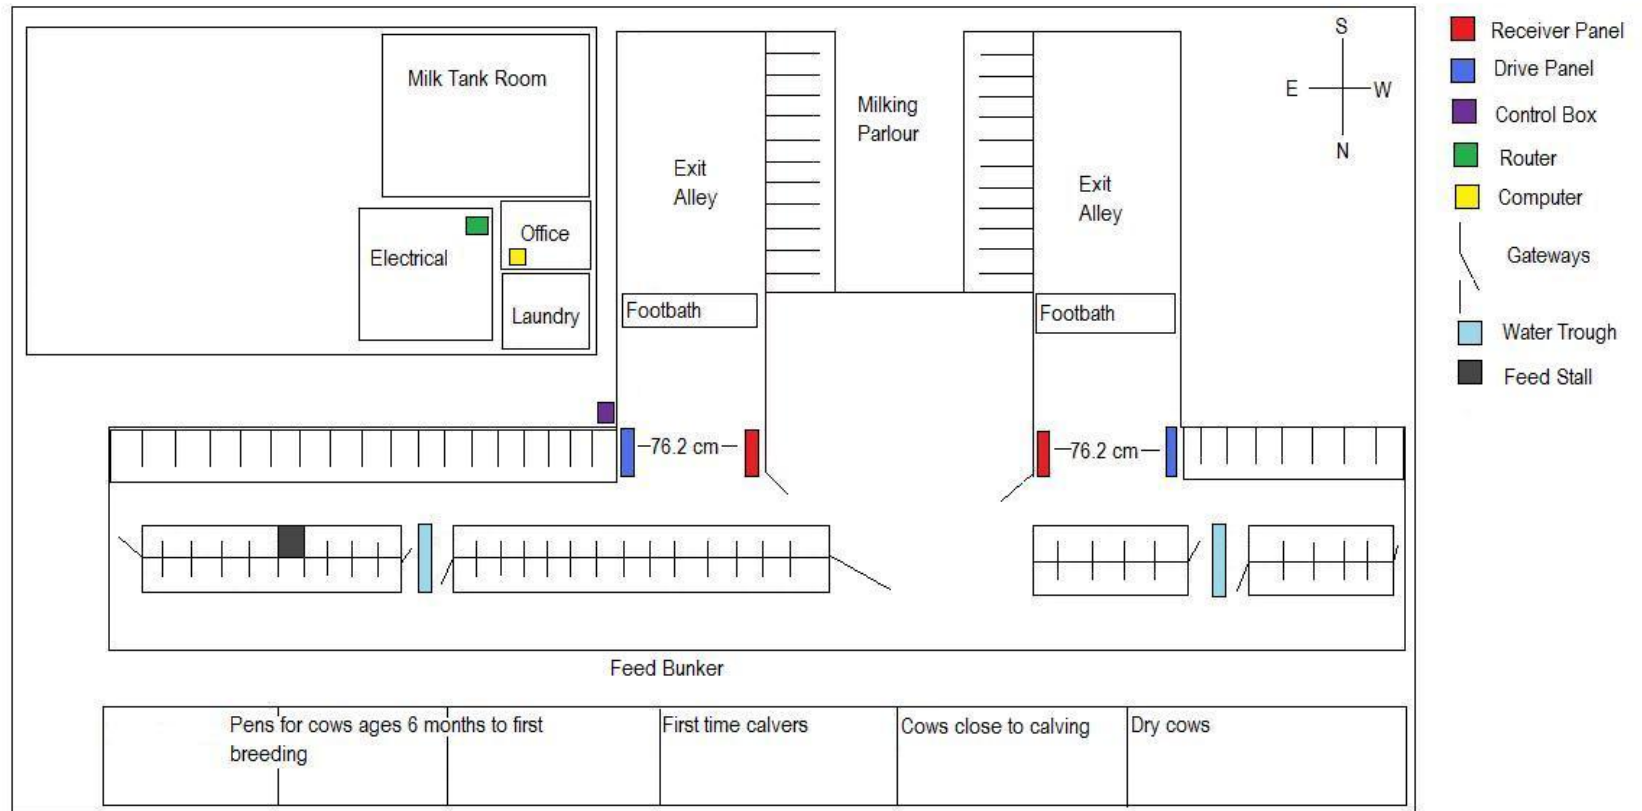 Milk Tank Room
Electrical
Office
Laundry
Exit
Alley
Footbath
Milking
Parlour
Exit
Alley
Footbath
S
E
W
N
76.2 cm
76.2 cm
Feed Bunker
Pens for cows ages 6 months to first
breeding
First time calvers
Cows close to calving
Dry cows
Receiver Panel
Drive Panel
Control Box
Router
Computer
Gateways
Water Trough
Feed Stall